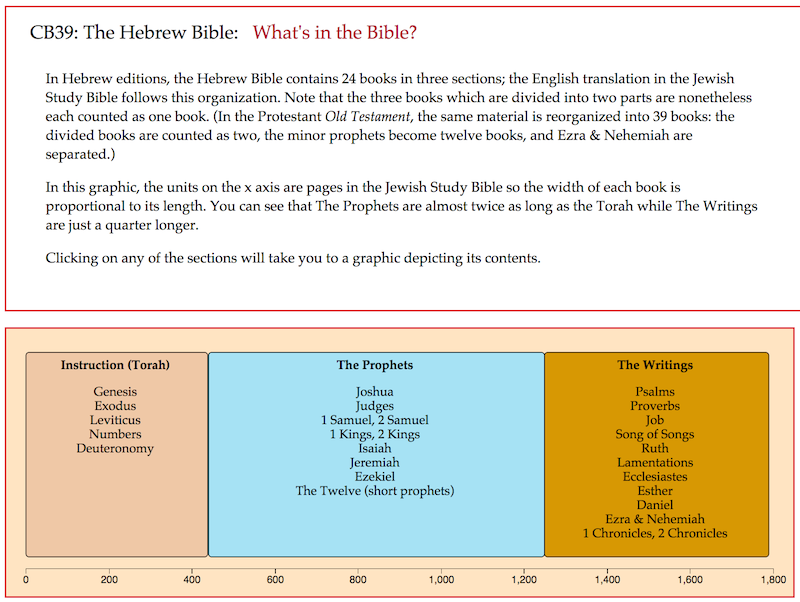 CB39: The Hebrew Bible: What's in the Bible?
In Hebrew editions, the Hebrew Bible contains 24 books in three sections; the English translation in the Jewish
Study Bible follows this organization. Note that the three books which are divided into two parts are nonetheless
each counted as one book. (In the Protestant Old Testament, the same material is reorganized into 39 books: the
divided books are counted as two, the minor prophets become twelve books, and Ezra & Nehemiah are
separated.)
In this graphic, the units on the x axis are pages in the Jewish Study Bible so the width of each book is
proportional to its length. You can see that The Prophets are almost twice as long as the Torah while The Writings
are just a quarter longer.
Clicking on any of the sections will take you to a graphic depicting its contents.
Instruction (Torah)
Genesis
Exodus
Leviticus
Numbers
Deuteronomy
The Prophets
Joshua
Judges
1 Samuel, 2 Samuel
1 Kings, 2 Kings
Isaiah
Jeremiah
Ezekiel
The Twelve (short prophets)
The Writings
Psalms
Proverbs
Job
Song of Songs
Ruth
Lamentations
Ecclesiastes
Esther
Daniel
Ezra & Nehemiah
1 Chronicles, 2 Chronicles
0 200 400 600 800 1,000 1,200 1,400 1,600 1,800